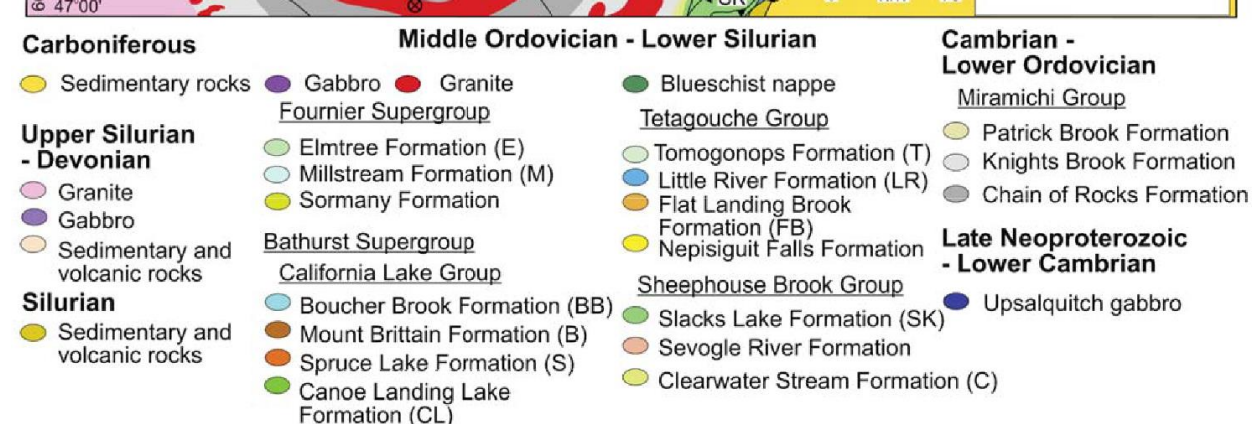 47°00'
SK
Carboniferous
Sedimentary rocks
Upper Silurian
- Devonian
Granite
Gabbro
Sedimentary and
volcanic rocks
Silurian
Sedimentary and
volcanic rocks
Middle Ordovician - Lower Silurian
Gabbro
Granite
Fournier Supergroup
Elmtree Formation (E)
Millstream Formation (M)
Sormany Formation
Bathurst Supergroup
California Lake Group
Boucher Brook Formation (BB)
Mount Brittain Formation (B)
Spruce Lake Formation (S)
Canoe Landing Lake
Formation (CL)
Blueschist nappe
Tetagouche Group
Tomogonops Formation (T)
Little River Formation (LR)
Flat Landing Brook
Formation (FB)
Nepisiguit Falls Formation
Sheephouse Brook Group
Slacks Lake Formation (SK)
Sevogle River Formation
Clearwater Stream Formation (C)
Cambrian -
Lower Ordovician
Miramichi Group
Patrick Brook Formation
Knights Brook Formation
Chain of Rocks Formation
Late Neoproterozoic
- Lower Cambrian
Upsalquitch gabbro